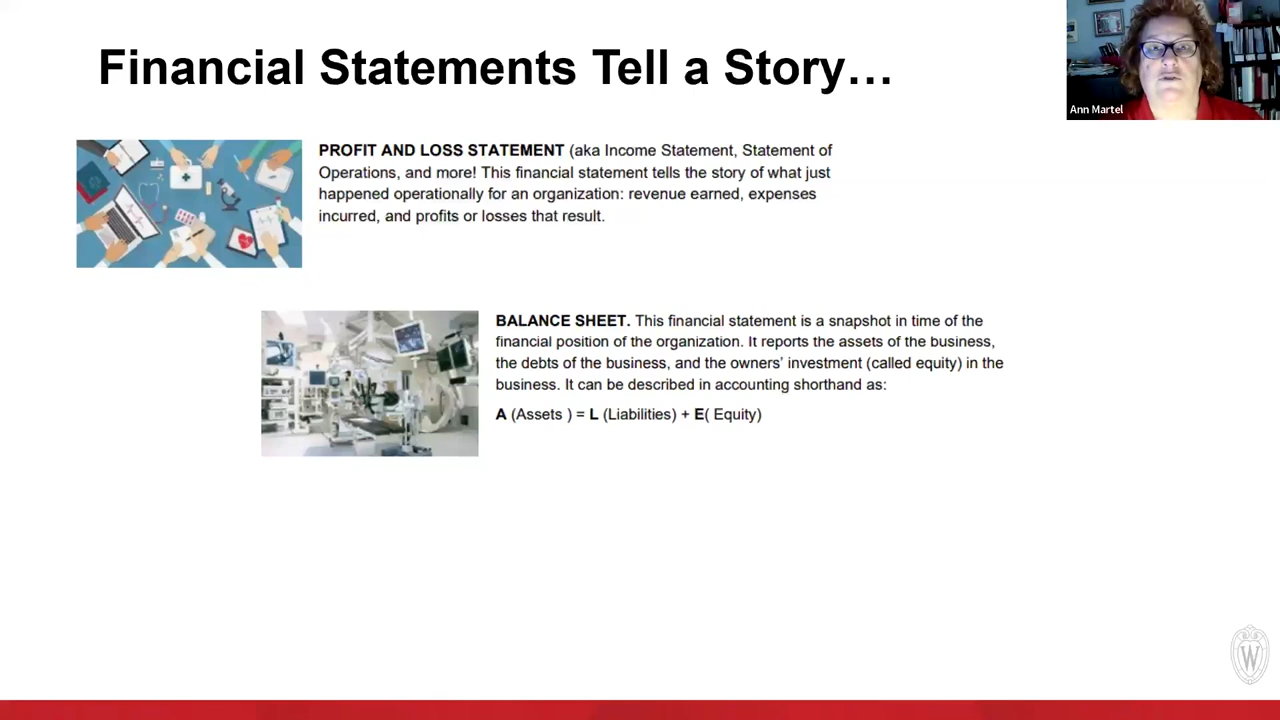 Financial Statements Tell a Story…
Ann Martel
PROFIT AND LOSS STATEMENT (aka Income Statement, Statement of
Operations, and more! This financial statement tells the story of what just
happened operationally for an organization: revenue earned, expenses
incurred, and profits or losses that result.
BALANCE SHEET. This financial statement is a snapshot in time of the
financial position of the organization. It reports the assets of the business,
the debts of the business, and the owners’ investment (called equity) in the
business. It can be described in accounting shorthand as:
A (Assets ) = L (Liabilities) + E( Equity)
W